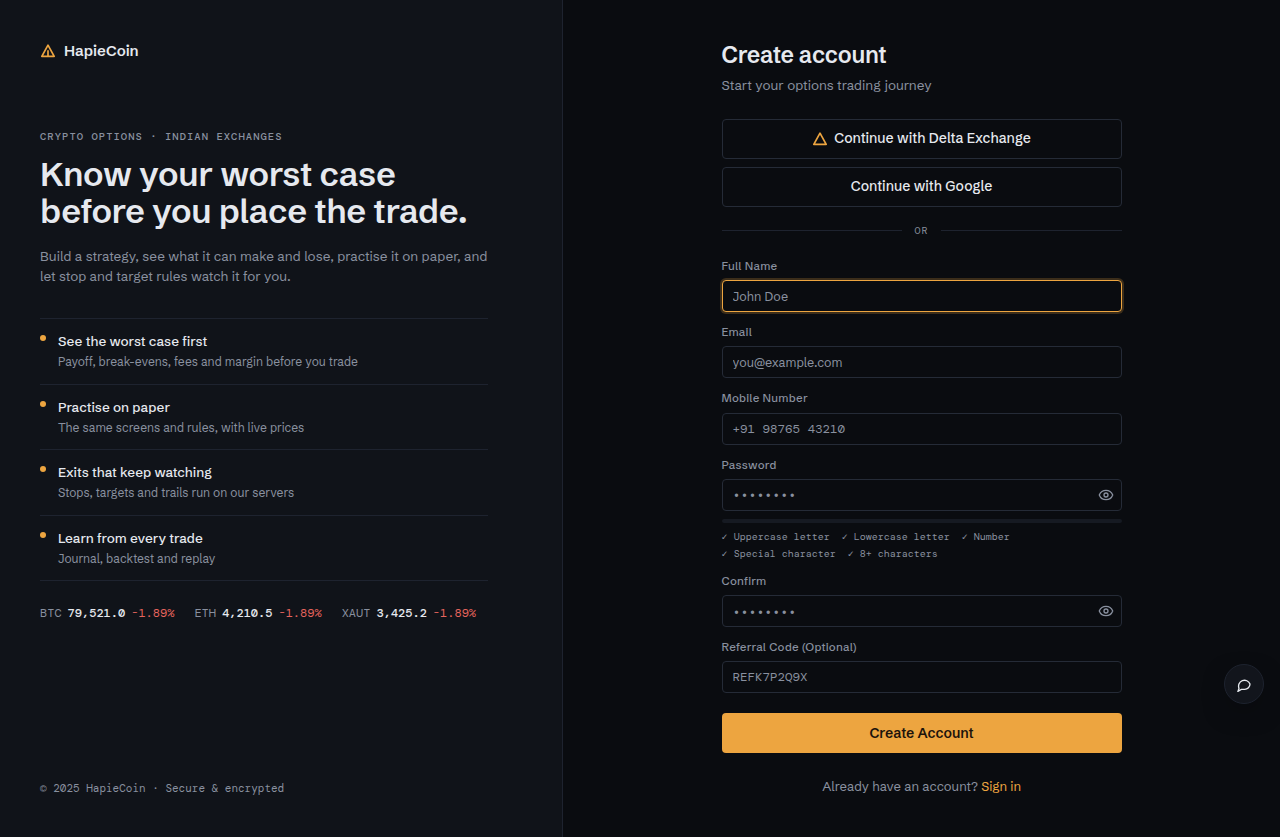 HapieCoin
CRYPTO OPTIONS · INDIAN EXCHANGES
Know your worst case
before you place the trade.
Build a strategy, see what it can make and lose, practise it on paper, and
let stop and target rules watch it for you.
See the worst case first
Payoff, break-evens, fees and margin before you trade
Practise on paper
The same screens and rules, with live prices
Exits that keep watching
Stops, targets and trails run on our servers
Learn from every trade
Journal, backtest and replay
BTC 79,521.0 -1.89% ETH 4,210.5 -1.89% XAUT 3,425.2 -1.89%
© 2025 HapieCoin · Secure & encrypted
Create account
Start your options trading journey
Continue with Delta Exchange
Continue with Google
OR
Full Name
John Doe
Email
you@example.com
Mobile Number
+91 98765 43210
Password
••••••••
✓ Uppercase letter ✓ Lowercase letter ✓ Number
✓ Special character ✓ 8+ characters
Confirm
••••••••
Referral Code (Optional)
REFK7P2Q9X
Create Account
Already have an account? Sign in